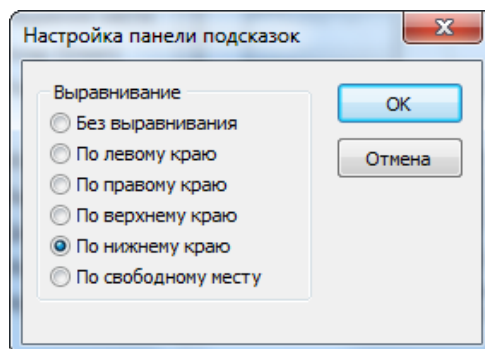 Настройка панели подсказок
Выравнивание
Без выравнивания
По левому краю
По правому краю
По верхнему краю
По нижнему краю
По свободному месту
OK
Отмена